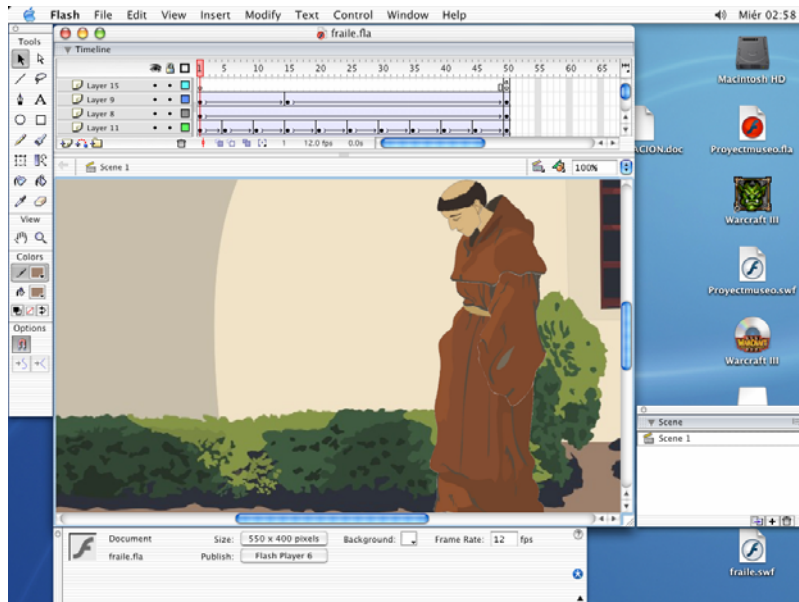 Flash File Edit View Insert Modify Text Control Window Help Miér 02:58
fraile.fla
Tools
Timeline
1 5 10 15 20 25 30 35 40 45 50 55 60 65
Layer 15
Layer 9
Layer 8
Layer 11
1 12.0 fps 0.0s
Scene 1 100%
View
Colors
Options
Macintosh HD
ACION.doc
Proyectmuseo.fla
Warcraft III
Proyectmuseo.swf
WARCRAFT
Warcraft III
Scene
Scene 1
fraile.swf
Document Size: 550 x 400 pixels Background: Frame Rate: 12 fps
fraile.fla Publish: Flash Player 6